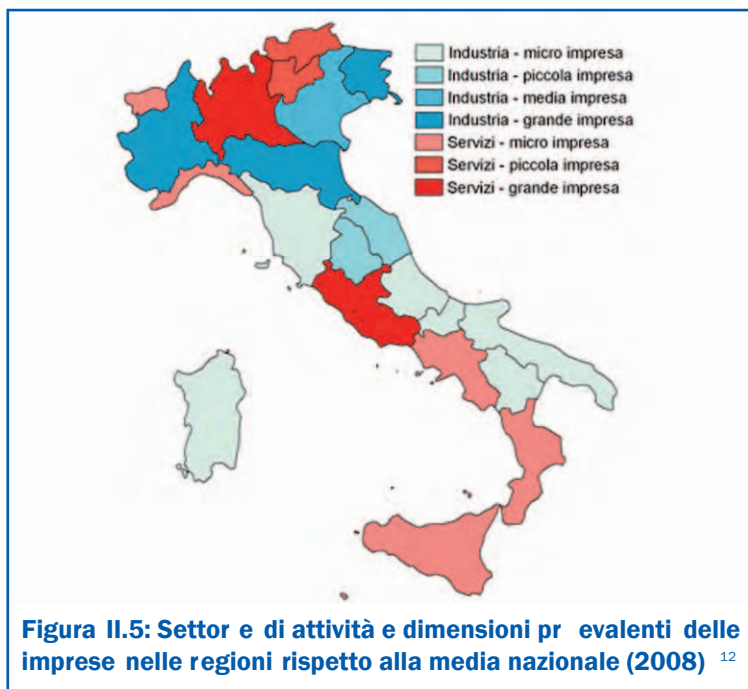 Industria - micro impresa
Industria - piccola impresa
Industria - media impresa
Industria - grande impresa
Servizi - micro impresa
Servizi - piccola impresa
Servizi - grande impresa
Figura II.5: Settor e di attività e dimensioni pr evalenti delle
imprese nelle regioni rispetto alla media nazionale (2008) 12